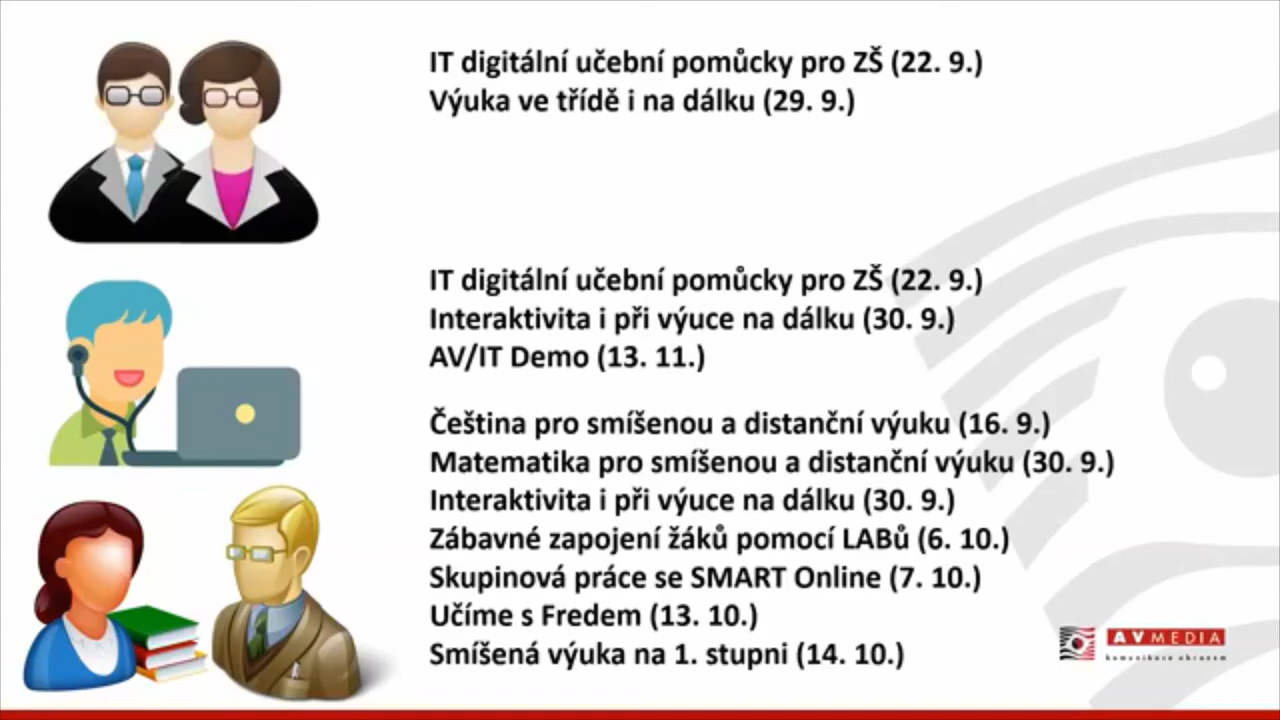 IT digitální učební pomůcky pro ZŠ (22. 9.)
Výuka ve třídě i na dálku (29. 9.)
IT digitální učební pomůcky pro ZŠ (22. 9.)
Interaktivita i při výuce na dálku (30. 9.)
AV/IT Demo (13. 11.)
Čeština pro smíšenou a distanční výuku (16. 9.)
Matematika pro smíšenou a distanční výuku (30. 9.)
Interaktivita i při výuce na dálku (30. 9.)
Zábavné zapojení žáků pomocí LABů (6. 10.)
Skupinová práce se SMART Online (7. 10.)
Učíme s Fredem (13. 10.)
Smíšená výuka na 1. stupni (14. 10.)
AV MEDIA
komunikace obrazem